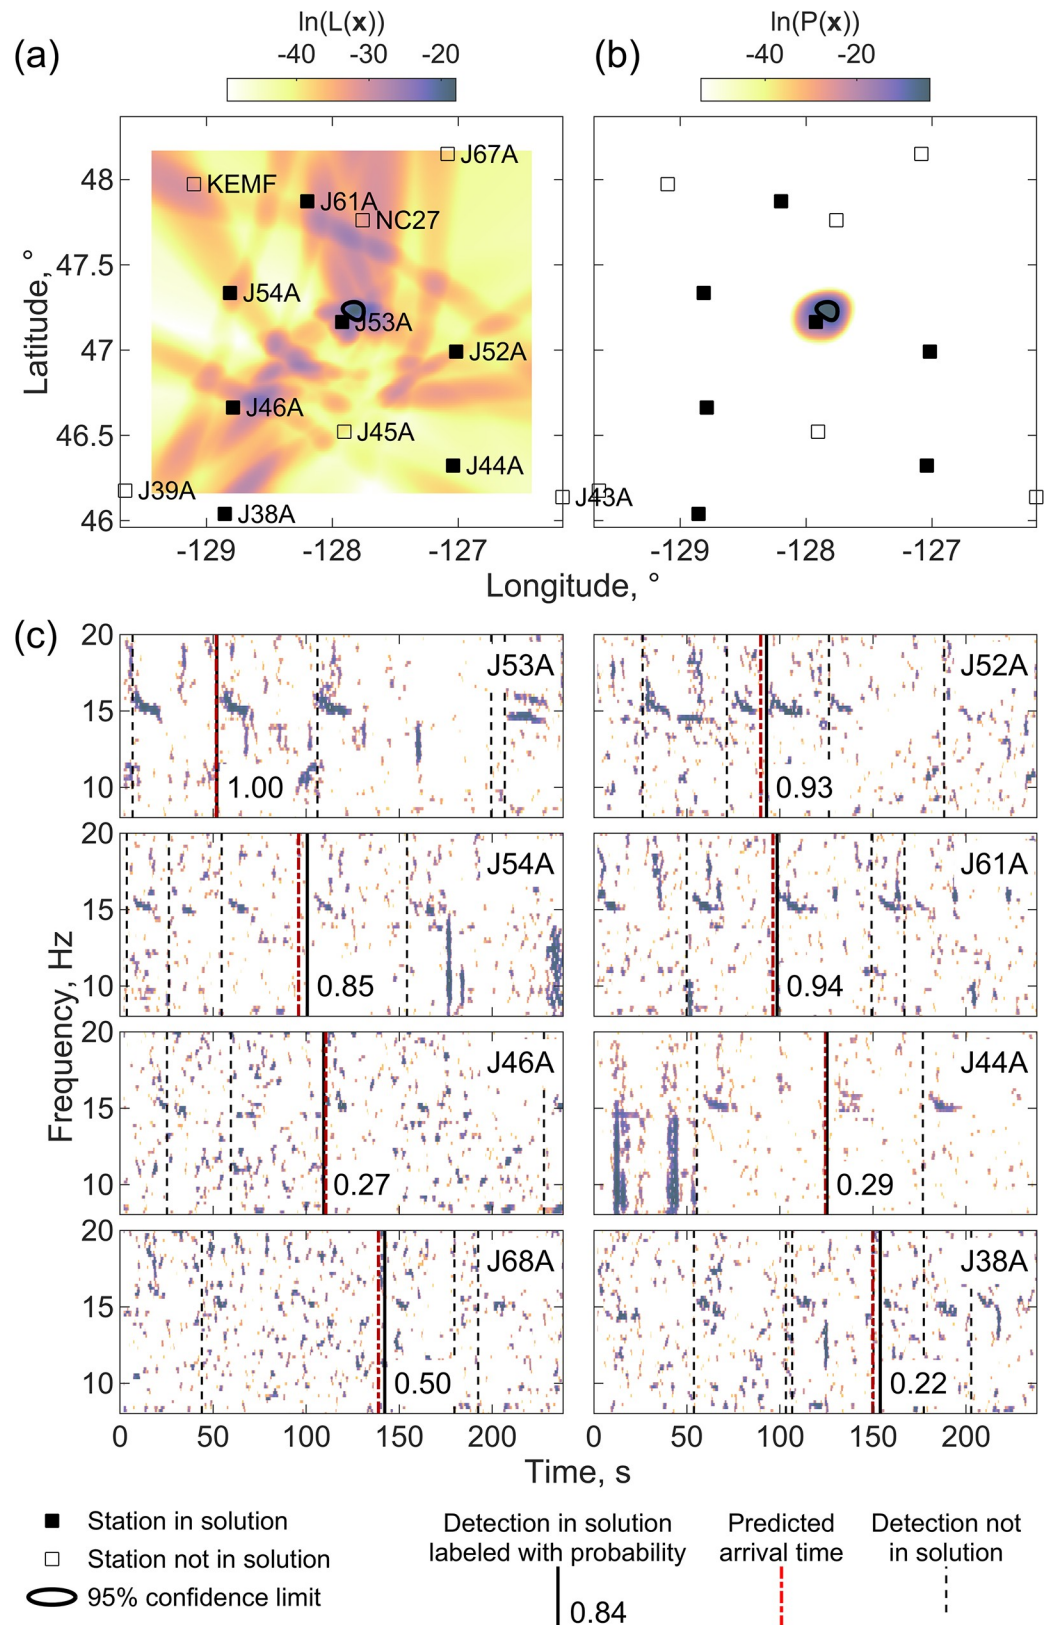 (a)
ln(L(x))
-40 -30 -20
(b)
ln(P(x))
-40 -20
Latitude, °
48
47.5
47
46.5
46
KEMF
J67A
J61A
NC27
J54A
J53A
J52A
J46A
J45A
J44A
J39A
J38A
J43A
-129 -128 -127
-129 -128 -127
Longitude, °
(c)
Frequency, Hz
20
15
10
J53A
1.00
J52A
0.93
20
15
10
J54A
0.85
J61A
0.94
20
15
10
J46A
0.27
J44A
0.29
20
15
10
J68A
0.50
J38A
0.22
0 50 100 150 200
0 50 100 150 200
Time, s
Station in solution
Station not in solution
95% confidence limit
Detection in solution
labeled with probability
0.84
Predicted
arrival time
Detection not
in solution